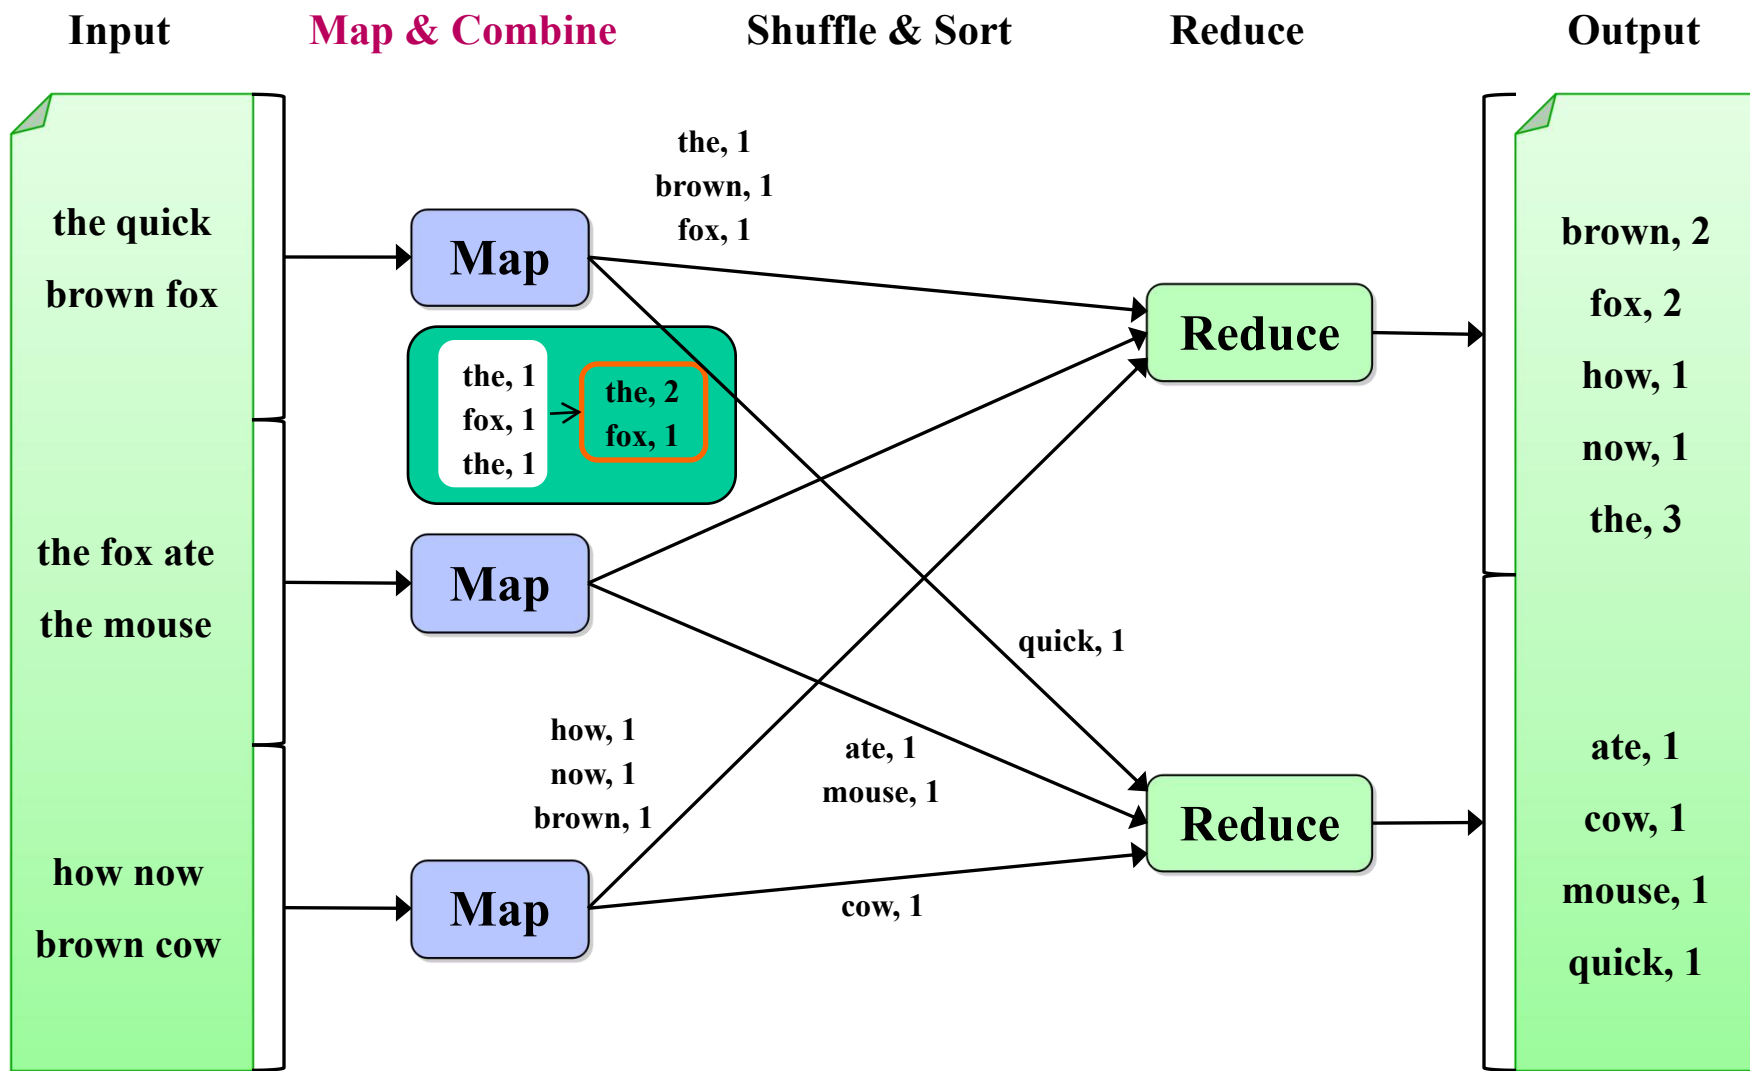 Input
Map & Combine
Shuffle & Sort
Reduce
Output
the quick
brown fox
the fox ate
the mouse
how now
brown cow
Map
the, 1
fox, 1
the, 1
the, 2
fox, 1
Map
Map
the, 1
brown, 1
fox, 1
how, 1
now, 1
brown, 1
quick, 1
ate, 1
mouse, 1
cow, 1
Reduce
Reduce
brown, 2
fox, 2
how, 1
now, 1
the, 3
ate, 1
cow, 1
mouse, 1
quick, 1